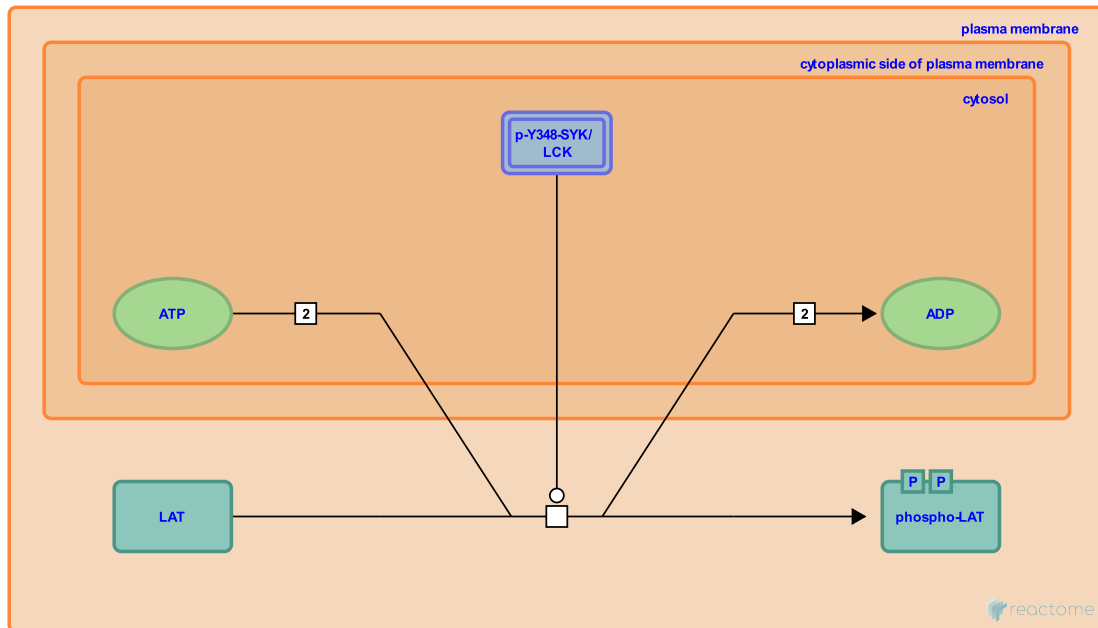 plasma membrane
cytoplasmic side of plasma membrane
cytosol
p-Y348-SYK/
LCK
ATP
2
2
ADP
P P
LAT
phospho-LAT
reactome